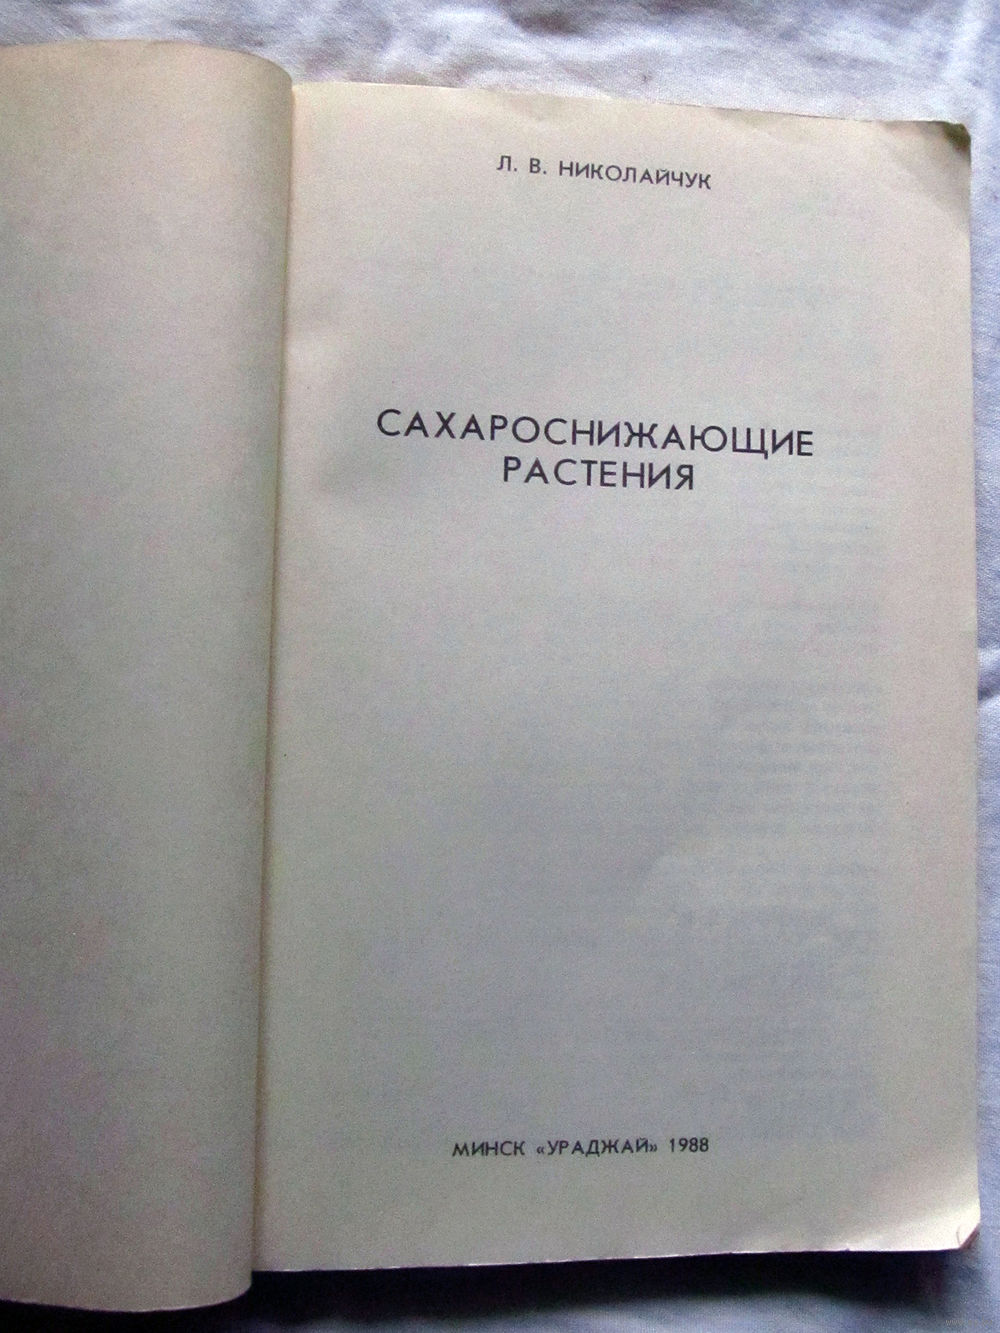 Л. В. НИКОЛАЙЧУК
САХАРОСНИЖАЮЩИЕ
РАСТЕНИЯ
МИНСК «УРАДЖАЙ» 1988